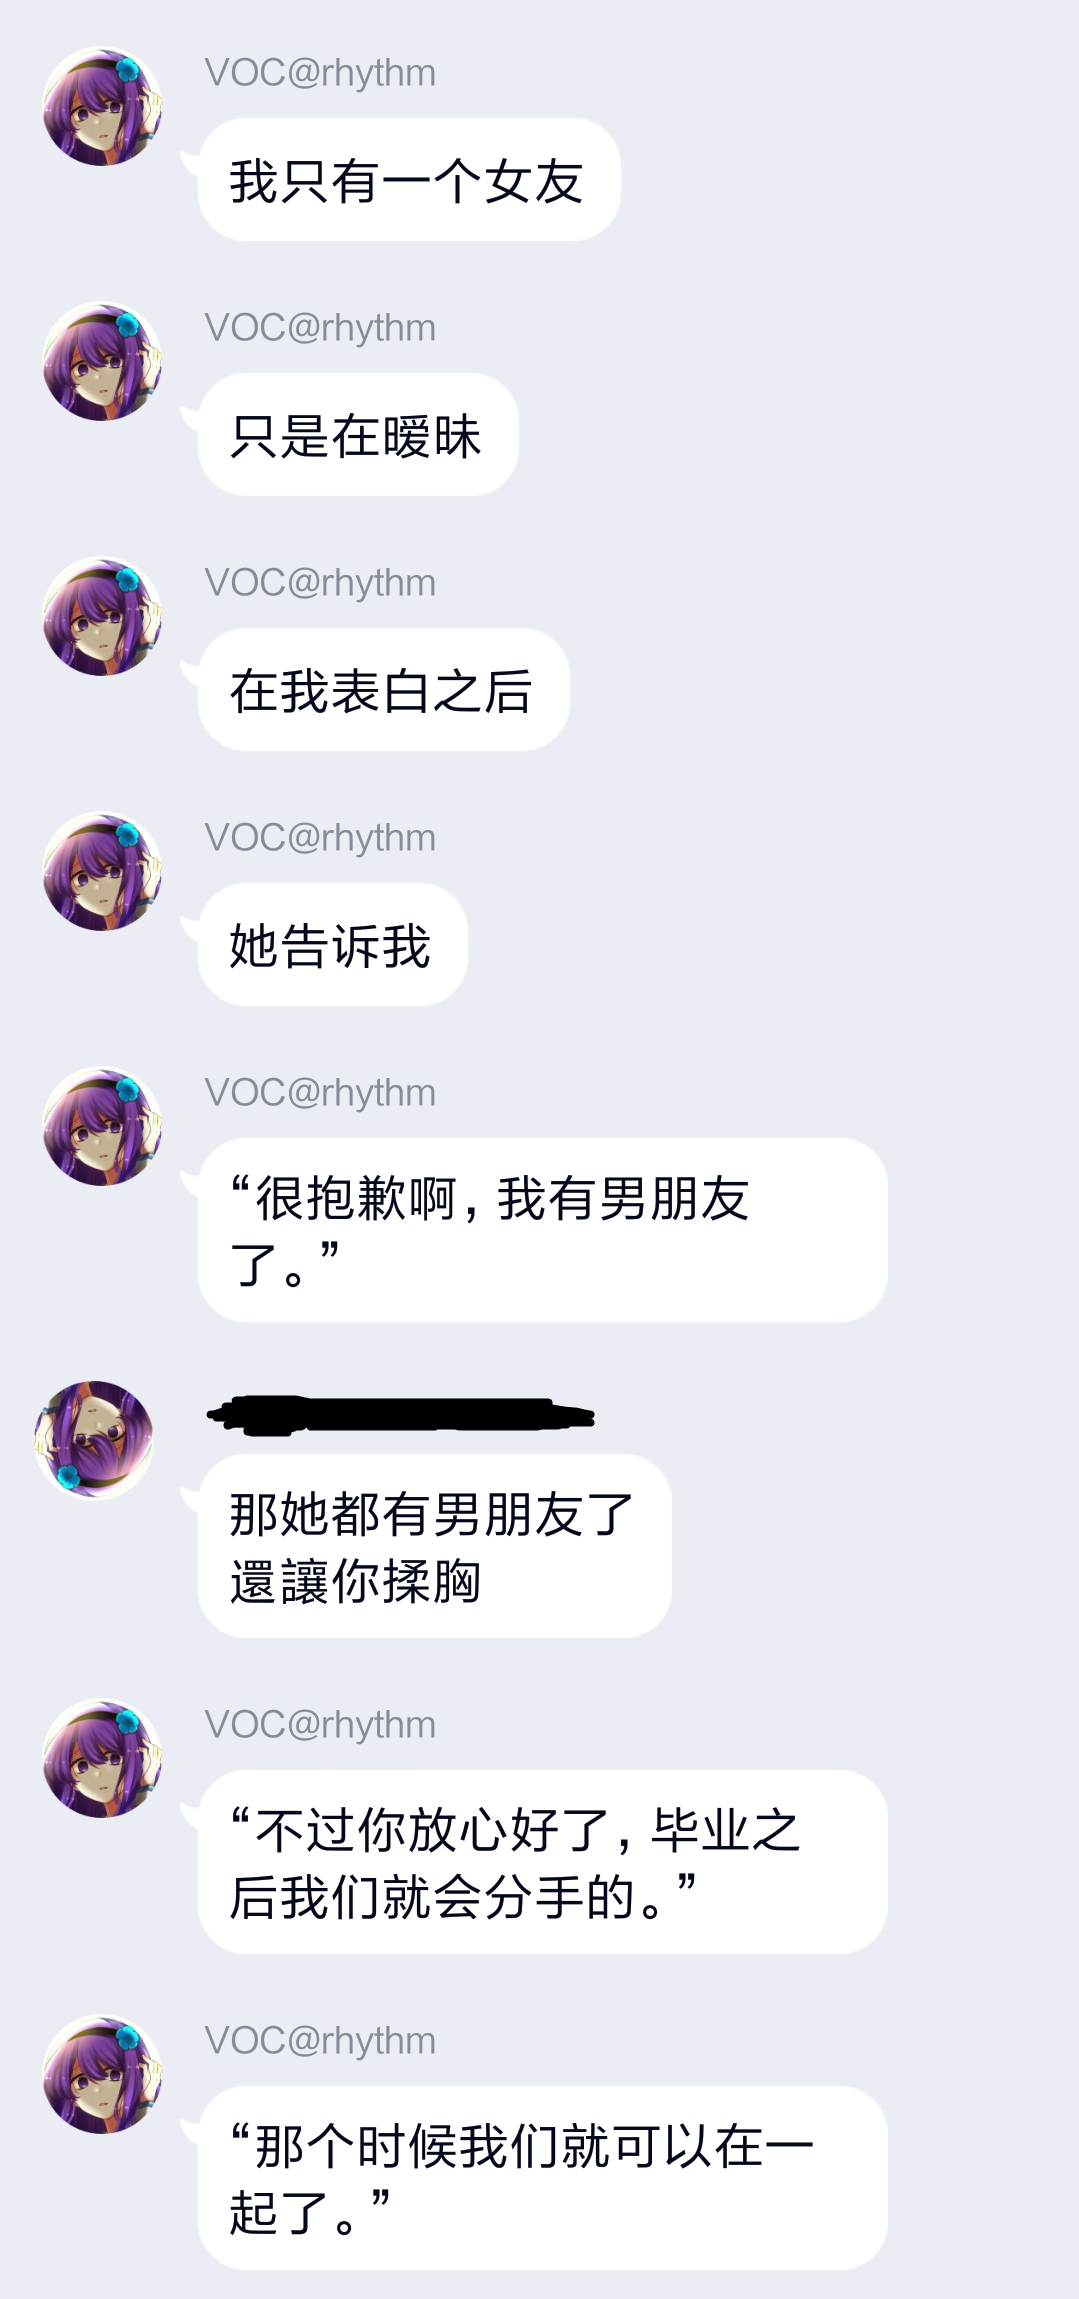 VOC@rhythm
我只有一个女友
VOC@rhythm
只是在暧昧
VOC@rhythm
在我表白之后
VOC@rhythm
她告诉我
VOC@rhythm
“很抱歉啊，我有男朋友
了。”
那她都有男朋友了
還讓你揉胸
VOC@rhythm
“不过你放心好了，毕业之
后我们就会分手的。”
VOC@rhythm
“那个时候我们就可以在一
起了。”